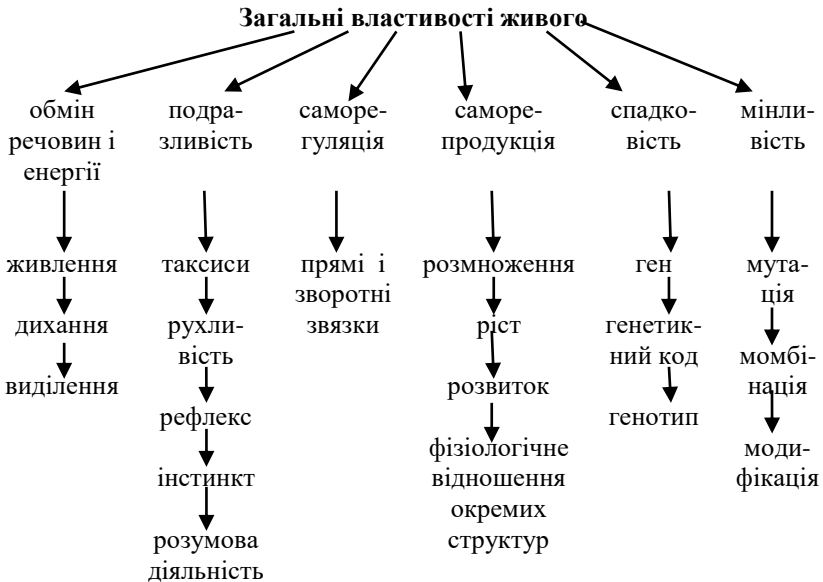 Загальні властивості живого
обмін
речовин і
енергії
подра-
зливість
саморе-
гуляція
саморе-
продукція
спадко-
вість
мінли-
вість
живлення
дихання
виділення
таксиси
рухли-
вість
рефлекс
інстинкт
розумова
діяльність
прямі і
зворотні
звязки
розмноження
ріст
розвиток
фізіологічне
відношення
окремих
структур
ген
генетик-
ний код
генотип
мута-
ція
момбі-
нація
моди-
фікація